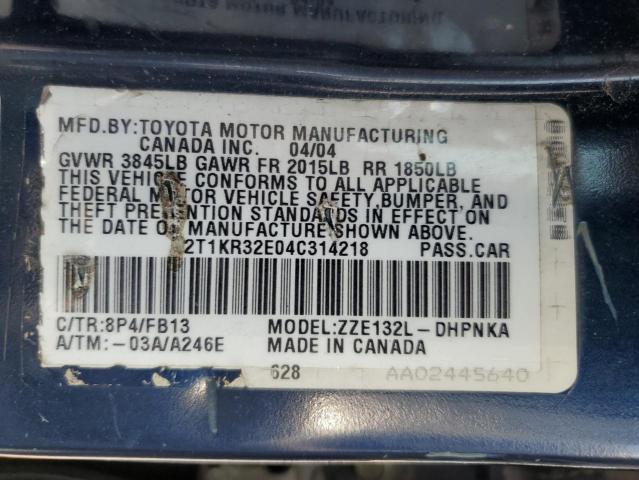 MFD.BY:TOYOTA MOTOR MANUFACTURING
CANADA INC. 04/04
GVWR 3845LB GAWR FR 2015LB RR 1850LB
THIS VEHICLE CONFORMS TO ALL APPLICABLE
FEDERAL MOTOR VEHICLE SAFETY,BUMPER, AND
THEFT PREVENTION STANDARDS IN EFFECT ON
THE DATE OF MANUFACTURE SHOWN ABOVE.
2T1KR32E04C314218 PASS.CAR
C/TR:8P4/FB13 MODEL:ZZE132L-DHPNKA
A/TM:-03A/A246E MADE IN CANADA
628 AA02445640